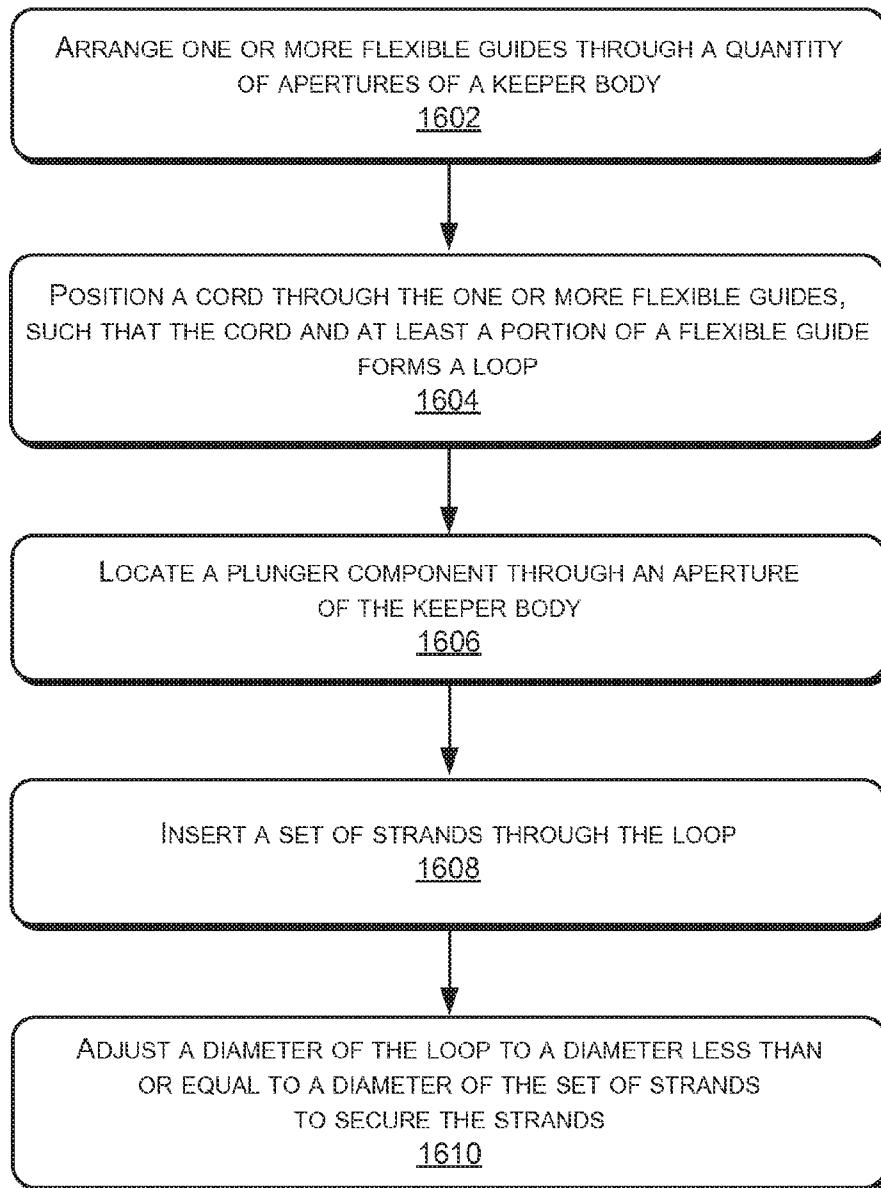 ARRANGE ONE OR MORE FLEXIBLE GUIDES THROUGH A QUANTITY
OF APERTURES OF A KEEPER BODY
1602
POSITION A CORD THROUGH THE ONE OR MORE FLEXIBLE GUIDES,
SUCH THAT THE CORD AND AT LEAST A PORTION OF A FLEXIBLE GUIDE
FORMS A LOOP
1604
LOCATE A PLUNGER COMPONENT THROUGH AN APERTURE
OF THE KEEPER BODY
1606
INSERT A SET OF STRANDS THROUGH THE LOOP
1608
ADJUST A DIAMETER OF THE LOOP TO A DIAMETER LESS THAN
OR EQUAL TO A DIAMETER OF THE SET OF STRANDS
TO SECURE THE STRANDS
1610